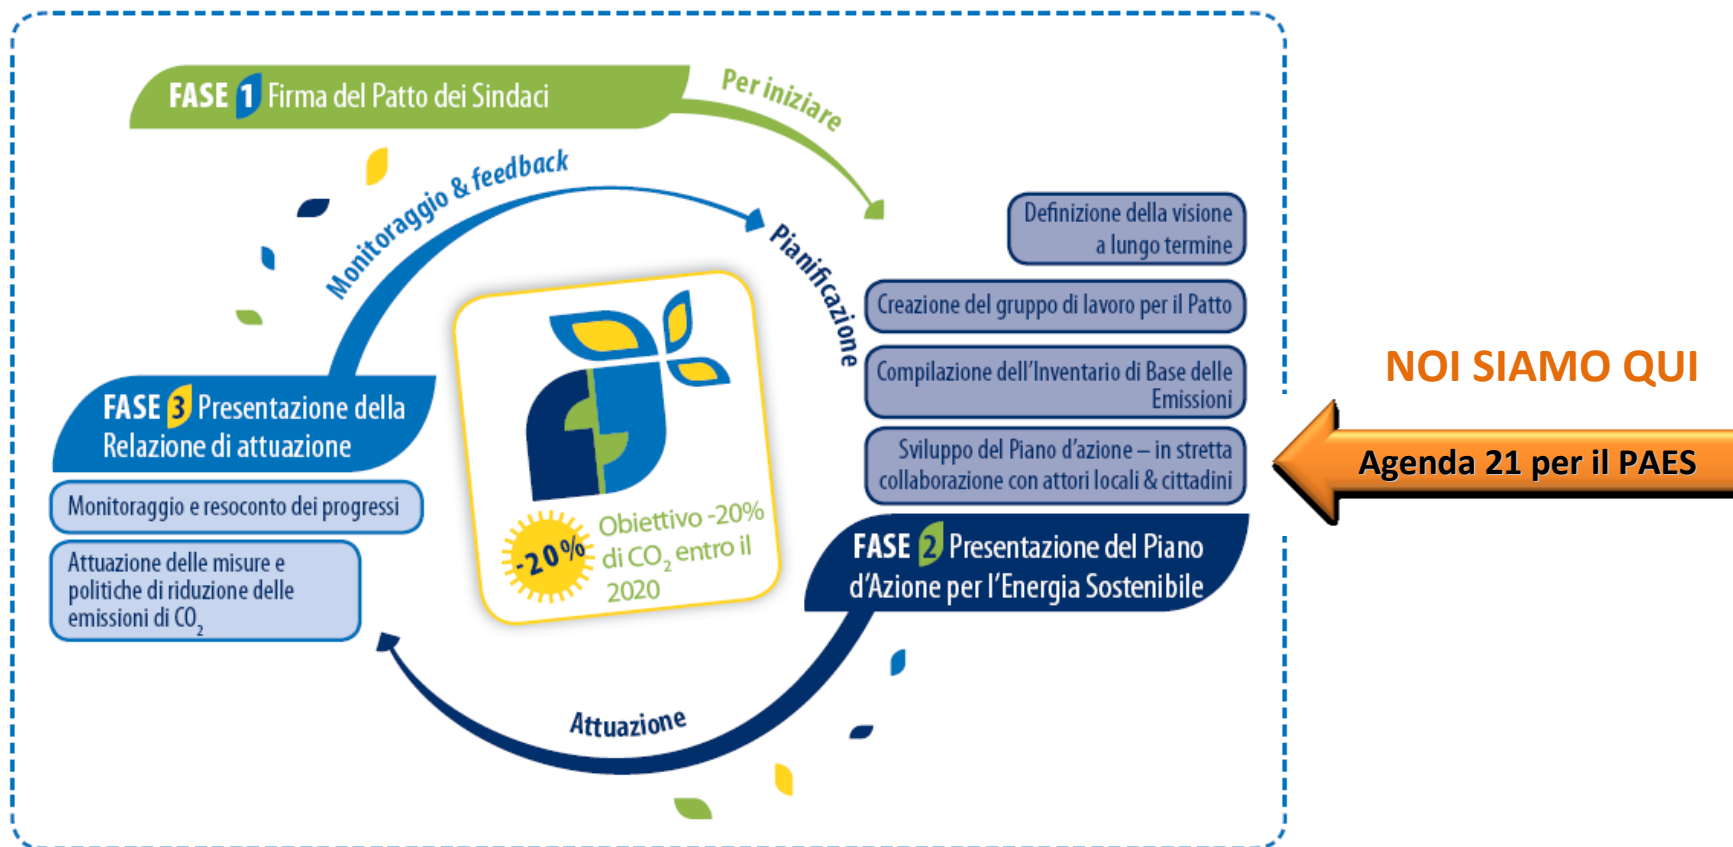 FASE 1 Firma del Patto dei Sindaci
Per iniziare
Monitoraggio & feedback
Pianificazione
Definizione della visione
a lungo termine
Creazione del gruppo di lavoro per il Patto
Compilazione dell'Inventario di Base delle
Emissioni
Sviluppo del Piano d'azione – in stretta
collaborazione con attori locali & cittadini
FASE 2 Presentazione del Piano
d'Azione per l'Energia Sostenibile
NOI SIAMO QUI
Agenda 21 per il PAES
FASE 3 Presentazione della
Relazione di attuazione
Monitoraggio e resoconto dei progressi
Attuazione delle misure e
politiche di riduzione delle
emissioni di CO₂
-20%
Obiettivo -20%
di CO₂ entro il
2020
Attuazione